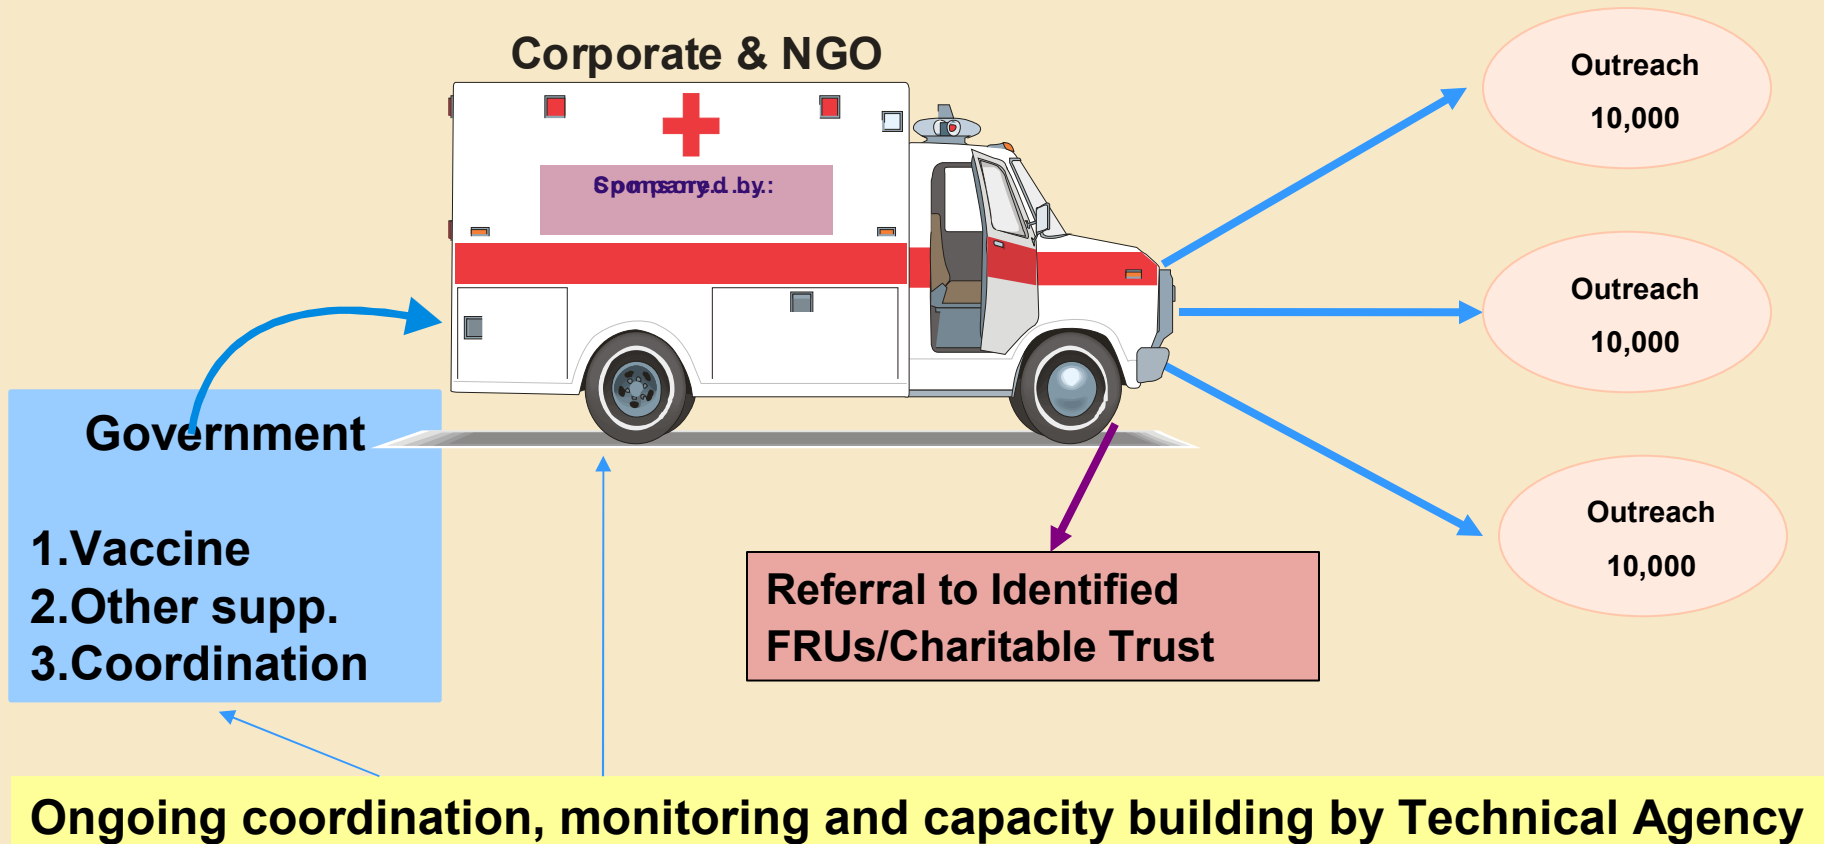 Corporate & NGO
Outreach
10,000
Outreach
10,000
Government
1.Vaccine
2.Other supp.
3.Coordination
Referral to Identified
FRUs/Charitable Trust
Outreach
10,000
Ongoing coordination, monitoring and capacity building by Technical Agency